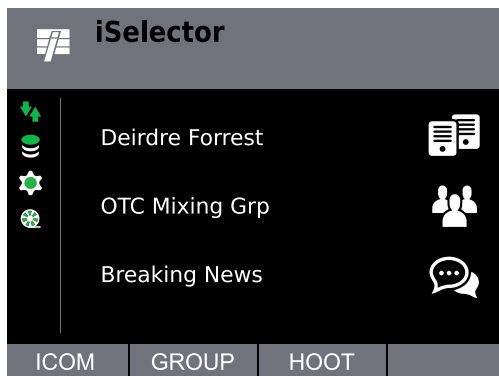 iSelector
Deirdre Forrest
OTC Mixing Grp
Breaking News
ICOM GROUP HOOT